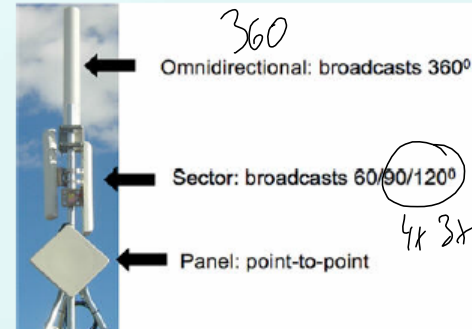 360
Omnidirectional: broadcasts 360⁰
Sector: broadcasts 60/90/120⁰
4x 3x
Panel: point-to-point